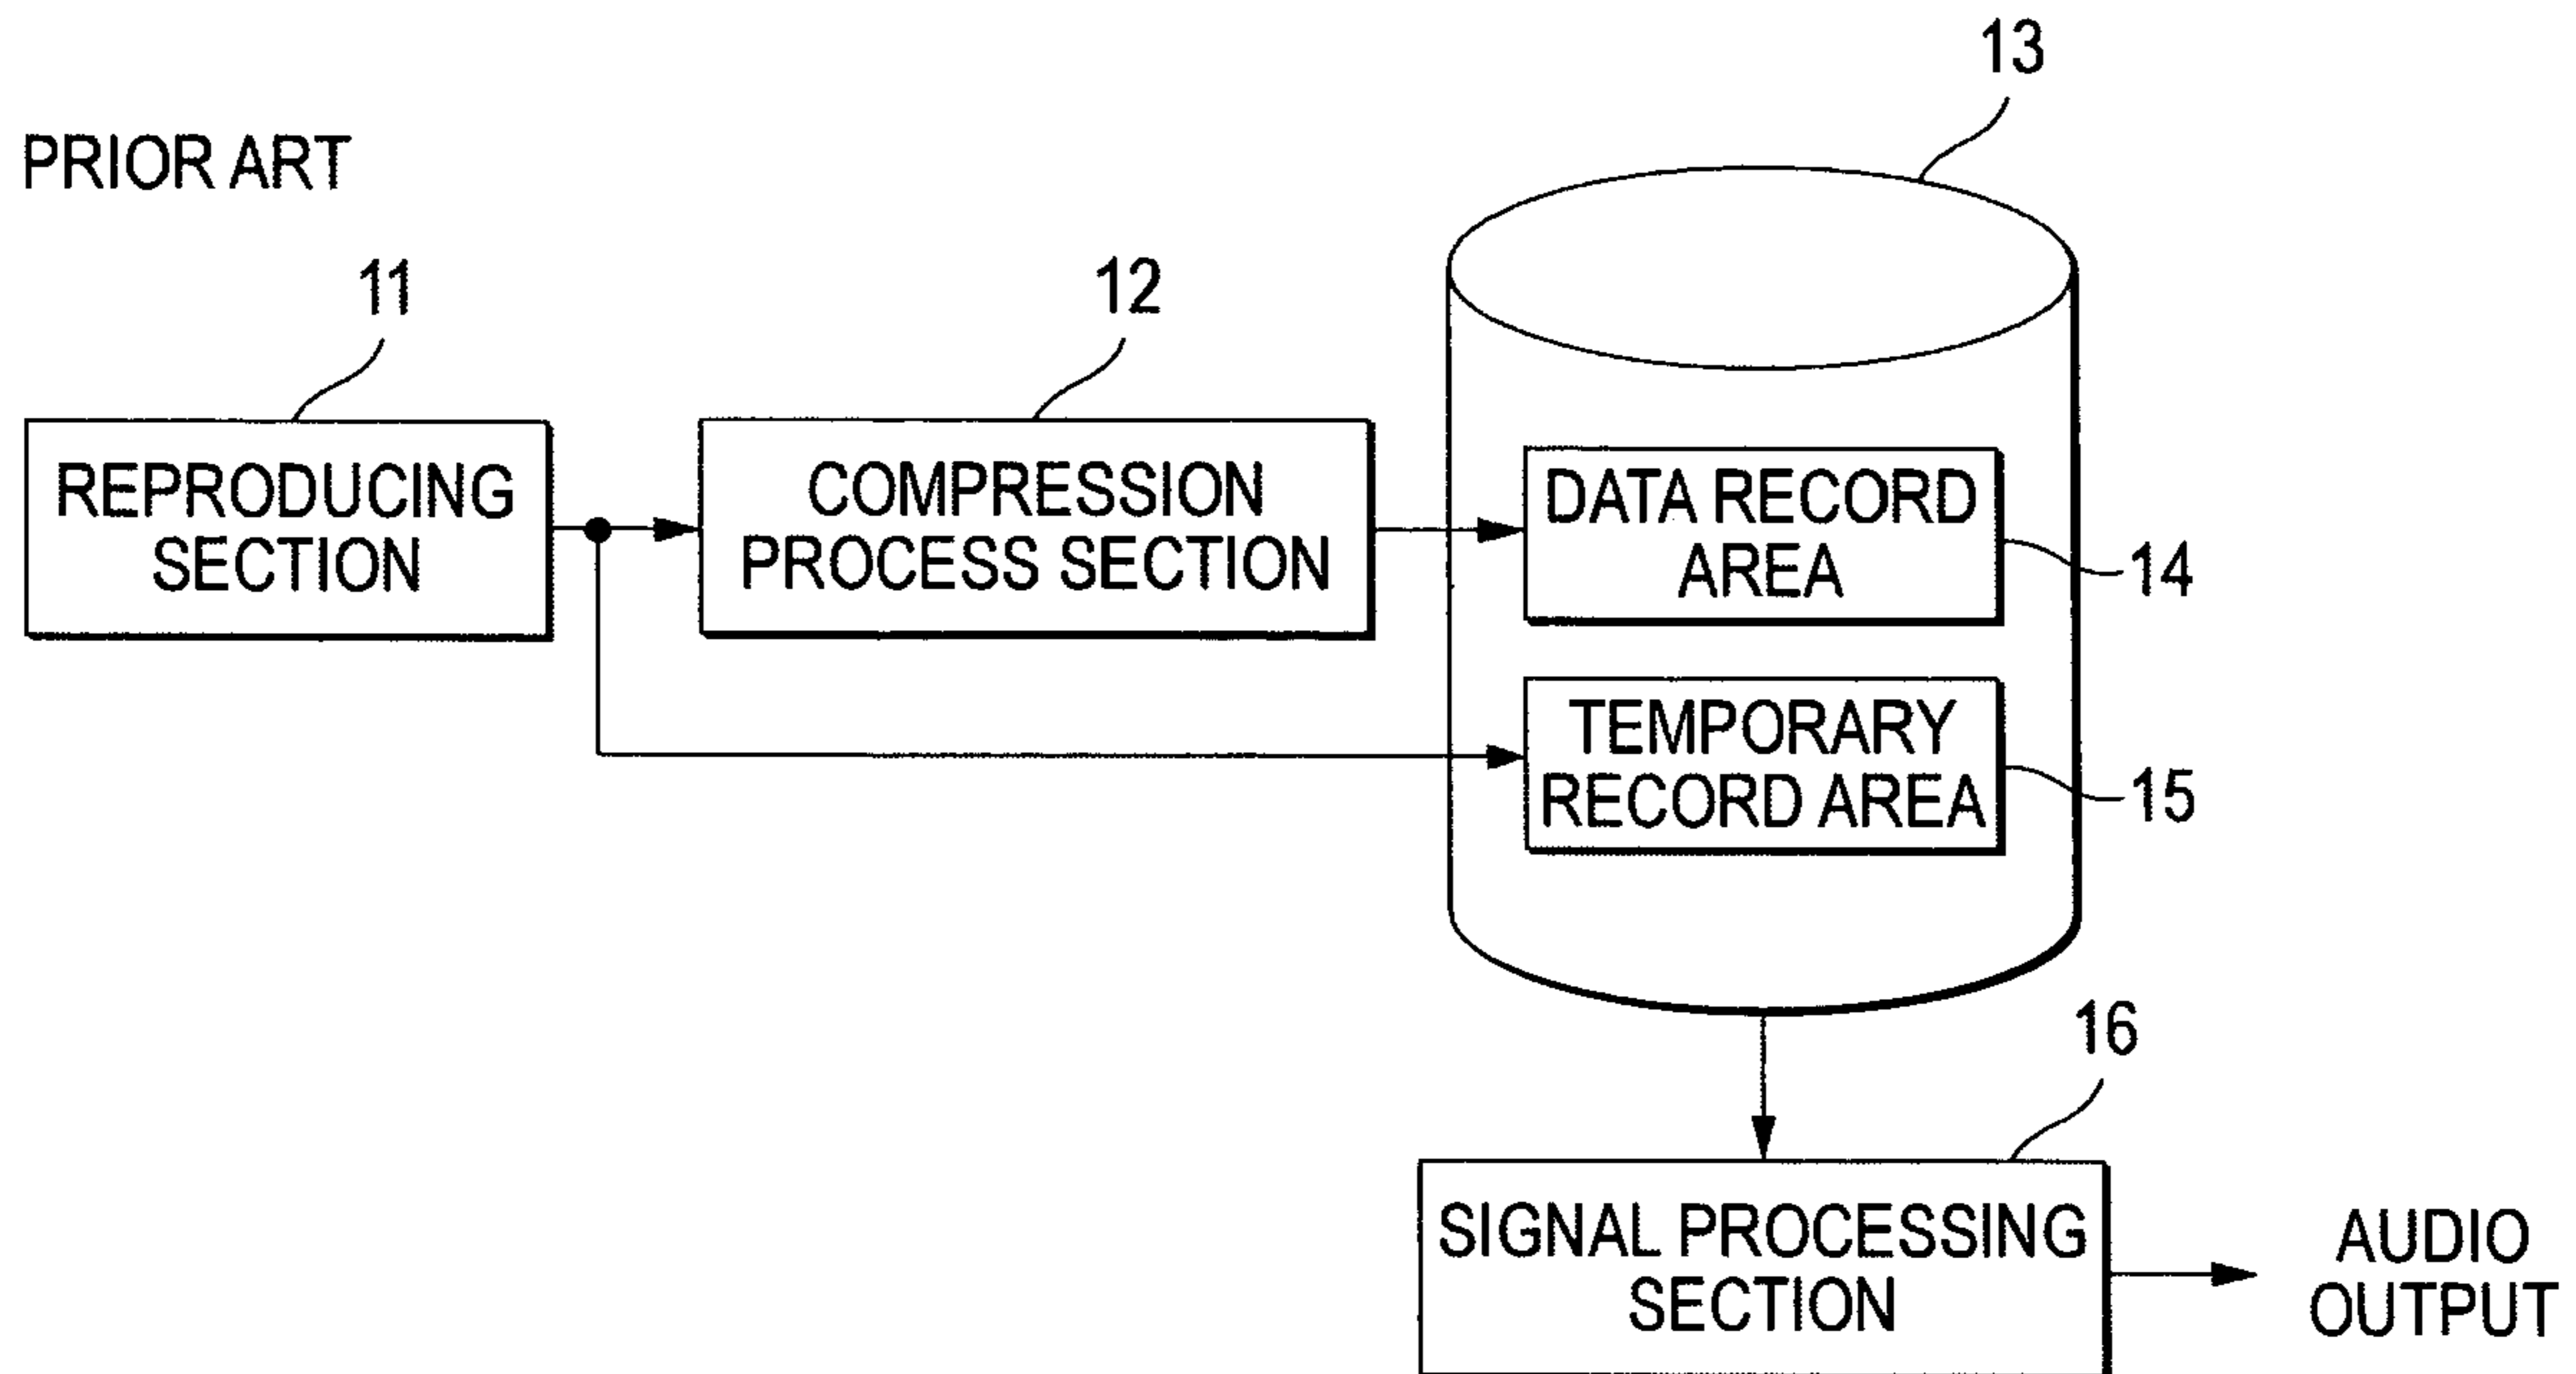 13
PRIOR ART
11
12
REPRODUCING
SECTION
COMPRESSION
PROCESS SECTION
DATA RECORD
AREA
14
TEMPORARY
RECORD AREA
15
16
SIGNAL PROCESSING
SECTION
AUDIO
OUTPUT